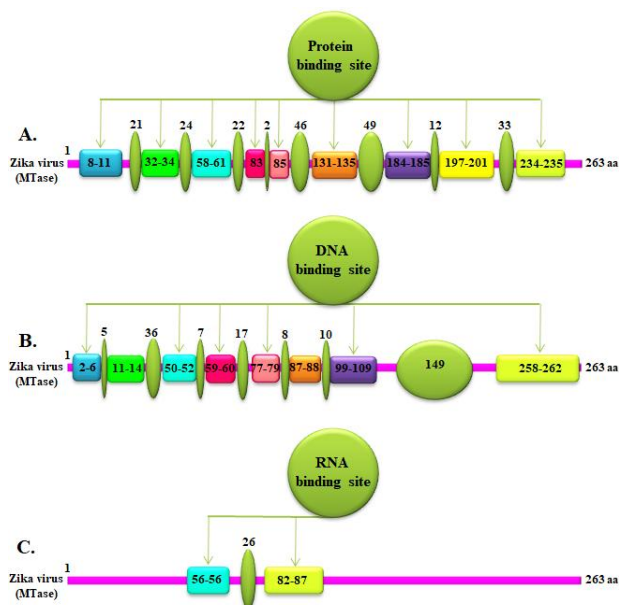 Protein
binding site
A.
1
21
24
22
2
46
49
12
33
Zika virus
(MTase)
8-11
32-34
58-61
83
85
131-135
184-185
197-201
234-235
263 aa
DNA
binding site
B.
1
5
36
7
17
8
10
Zika virus
(MTase)
2-6
11-14
50-52
59-60
77-79
87-88
99-109
149
258-262
263 aa
RNA
binding site
C.
1
26
Zika virus
(MTase)
56-56
82-87
263 aa